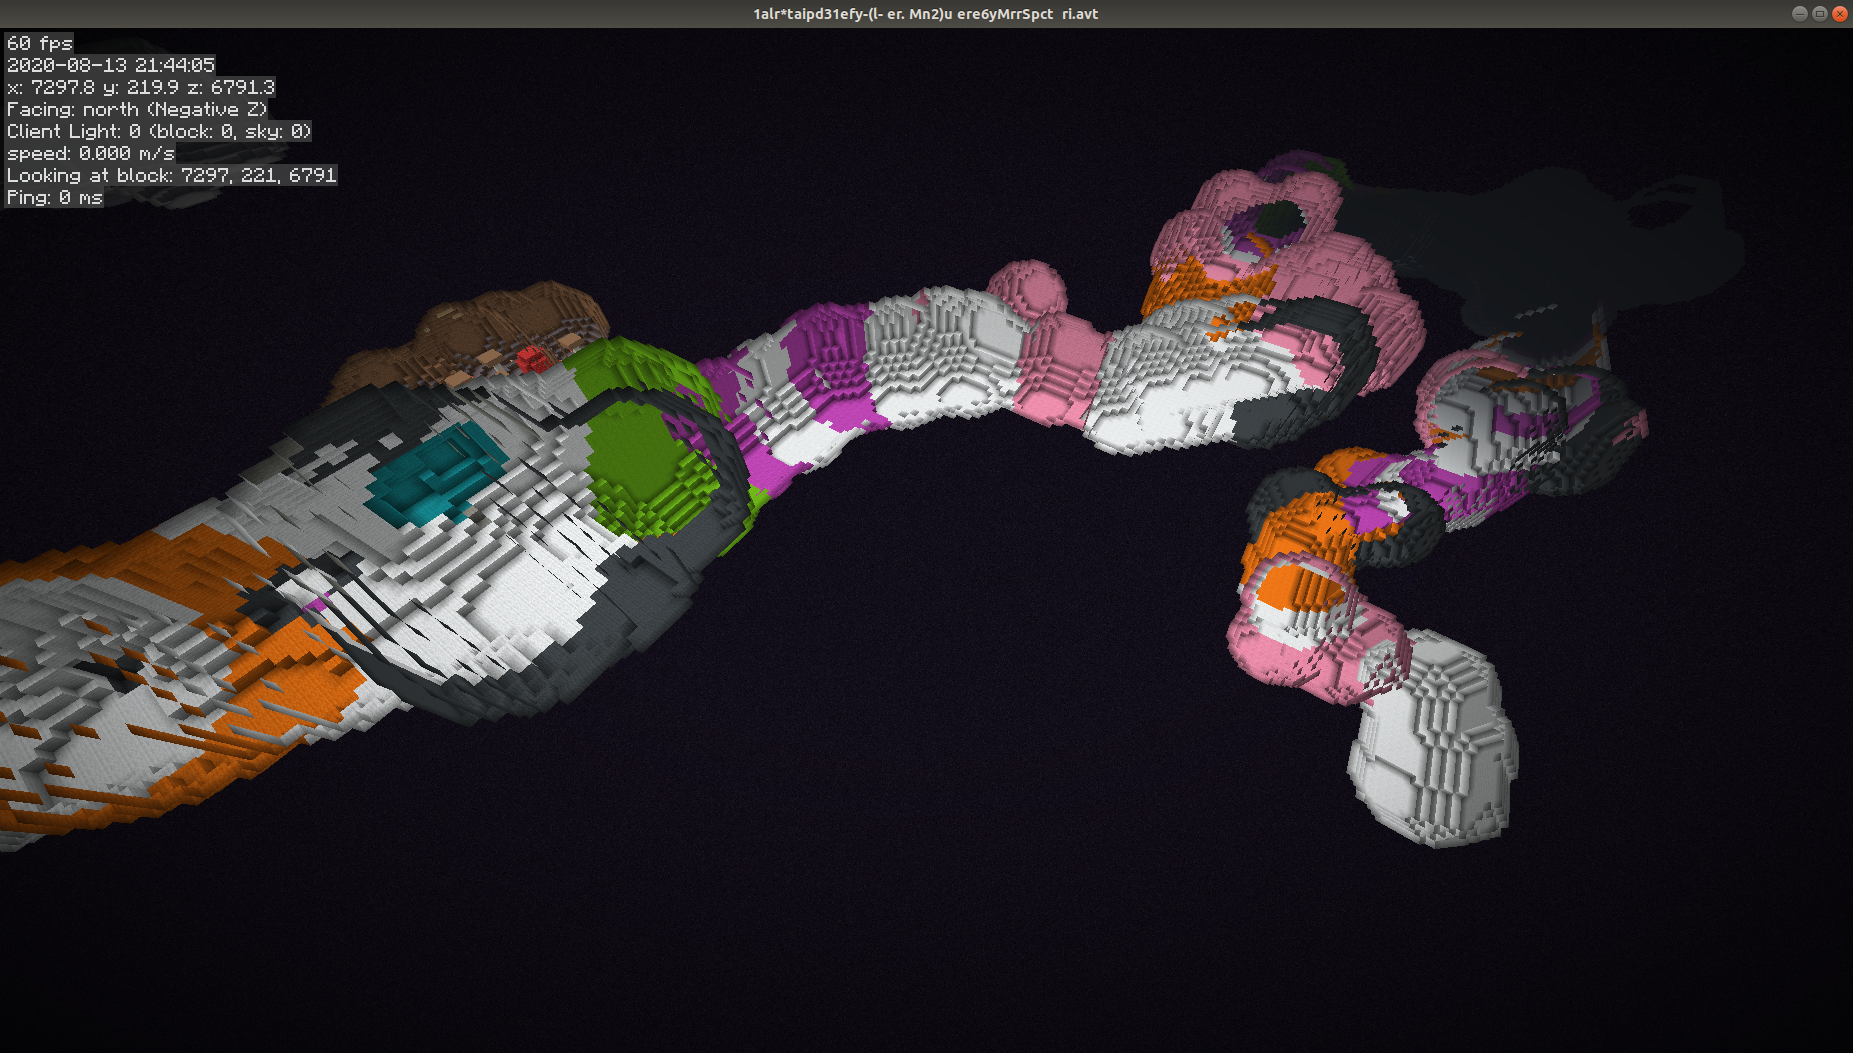 1alr*taipd31efy-(l- er. Mn2)u ere6yMrrSpct  ri.avt
60 fps
2020-08-13 21:44:05
x: 7297.8 y: 219.9 z: 6791.3
Facing: north (Negative Z)
Client Light: 0 (block: 0, sky: 0)
speed: 0.000 m/s
Looking at block: 7297, 221, 6791
Ping: 0 ms